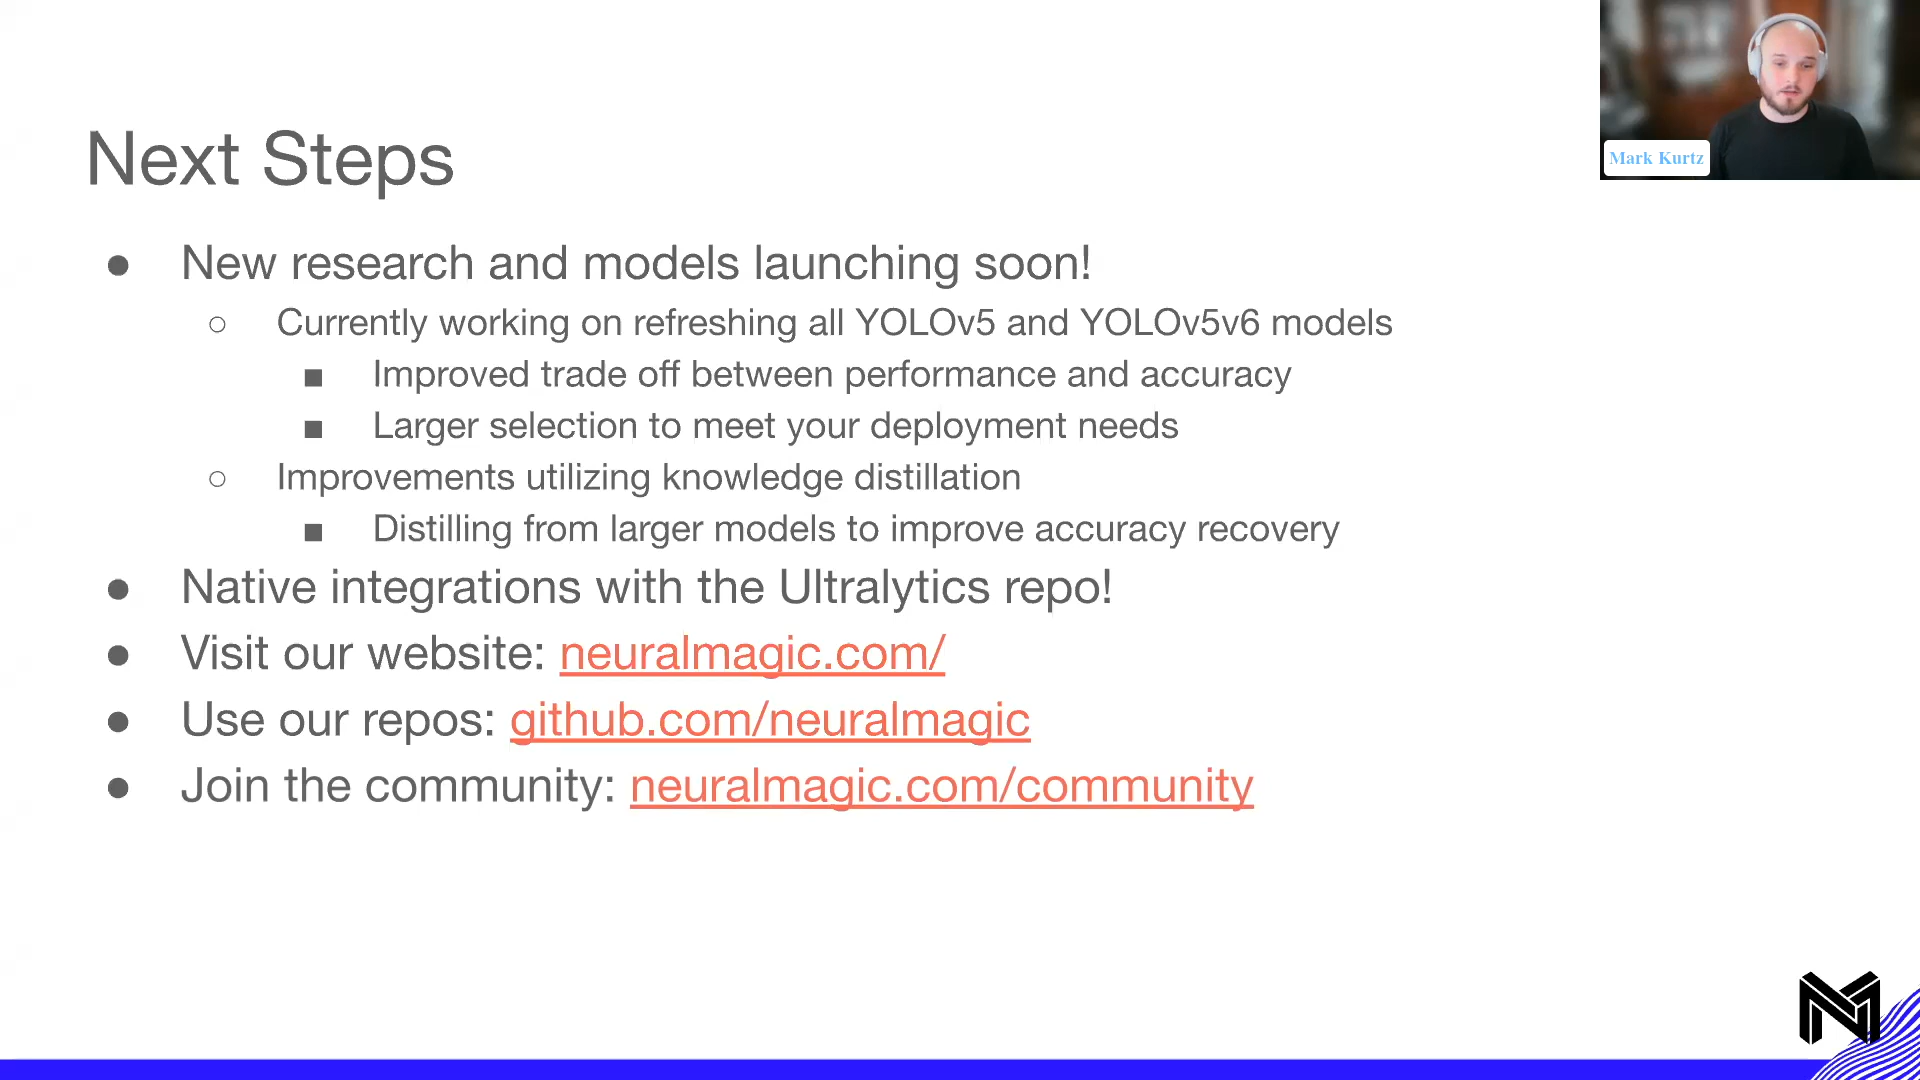 Mark Kurtz
Next Steps
● New research and models launching soon!
○ Currently working on refreshing all YOLOv5 and YOLOv5v6 models
■ Improved trade off between performance and accuracy
■ Larger selection to meet your deployment needs
○ Improvements utilizing knowledge distillation
■ Distilling from larger models to improve accuracy recovery
● Native integrations with the Ultralytics repo!
● Visit our website: neuralmagic.com/
● Use our repos: github.com/neuralmagic
● Join the community: neuralmagic.com/community